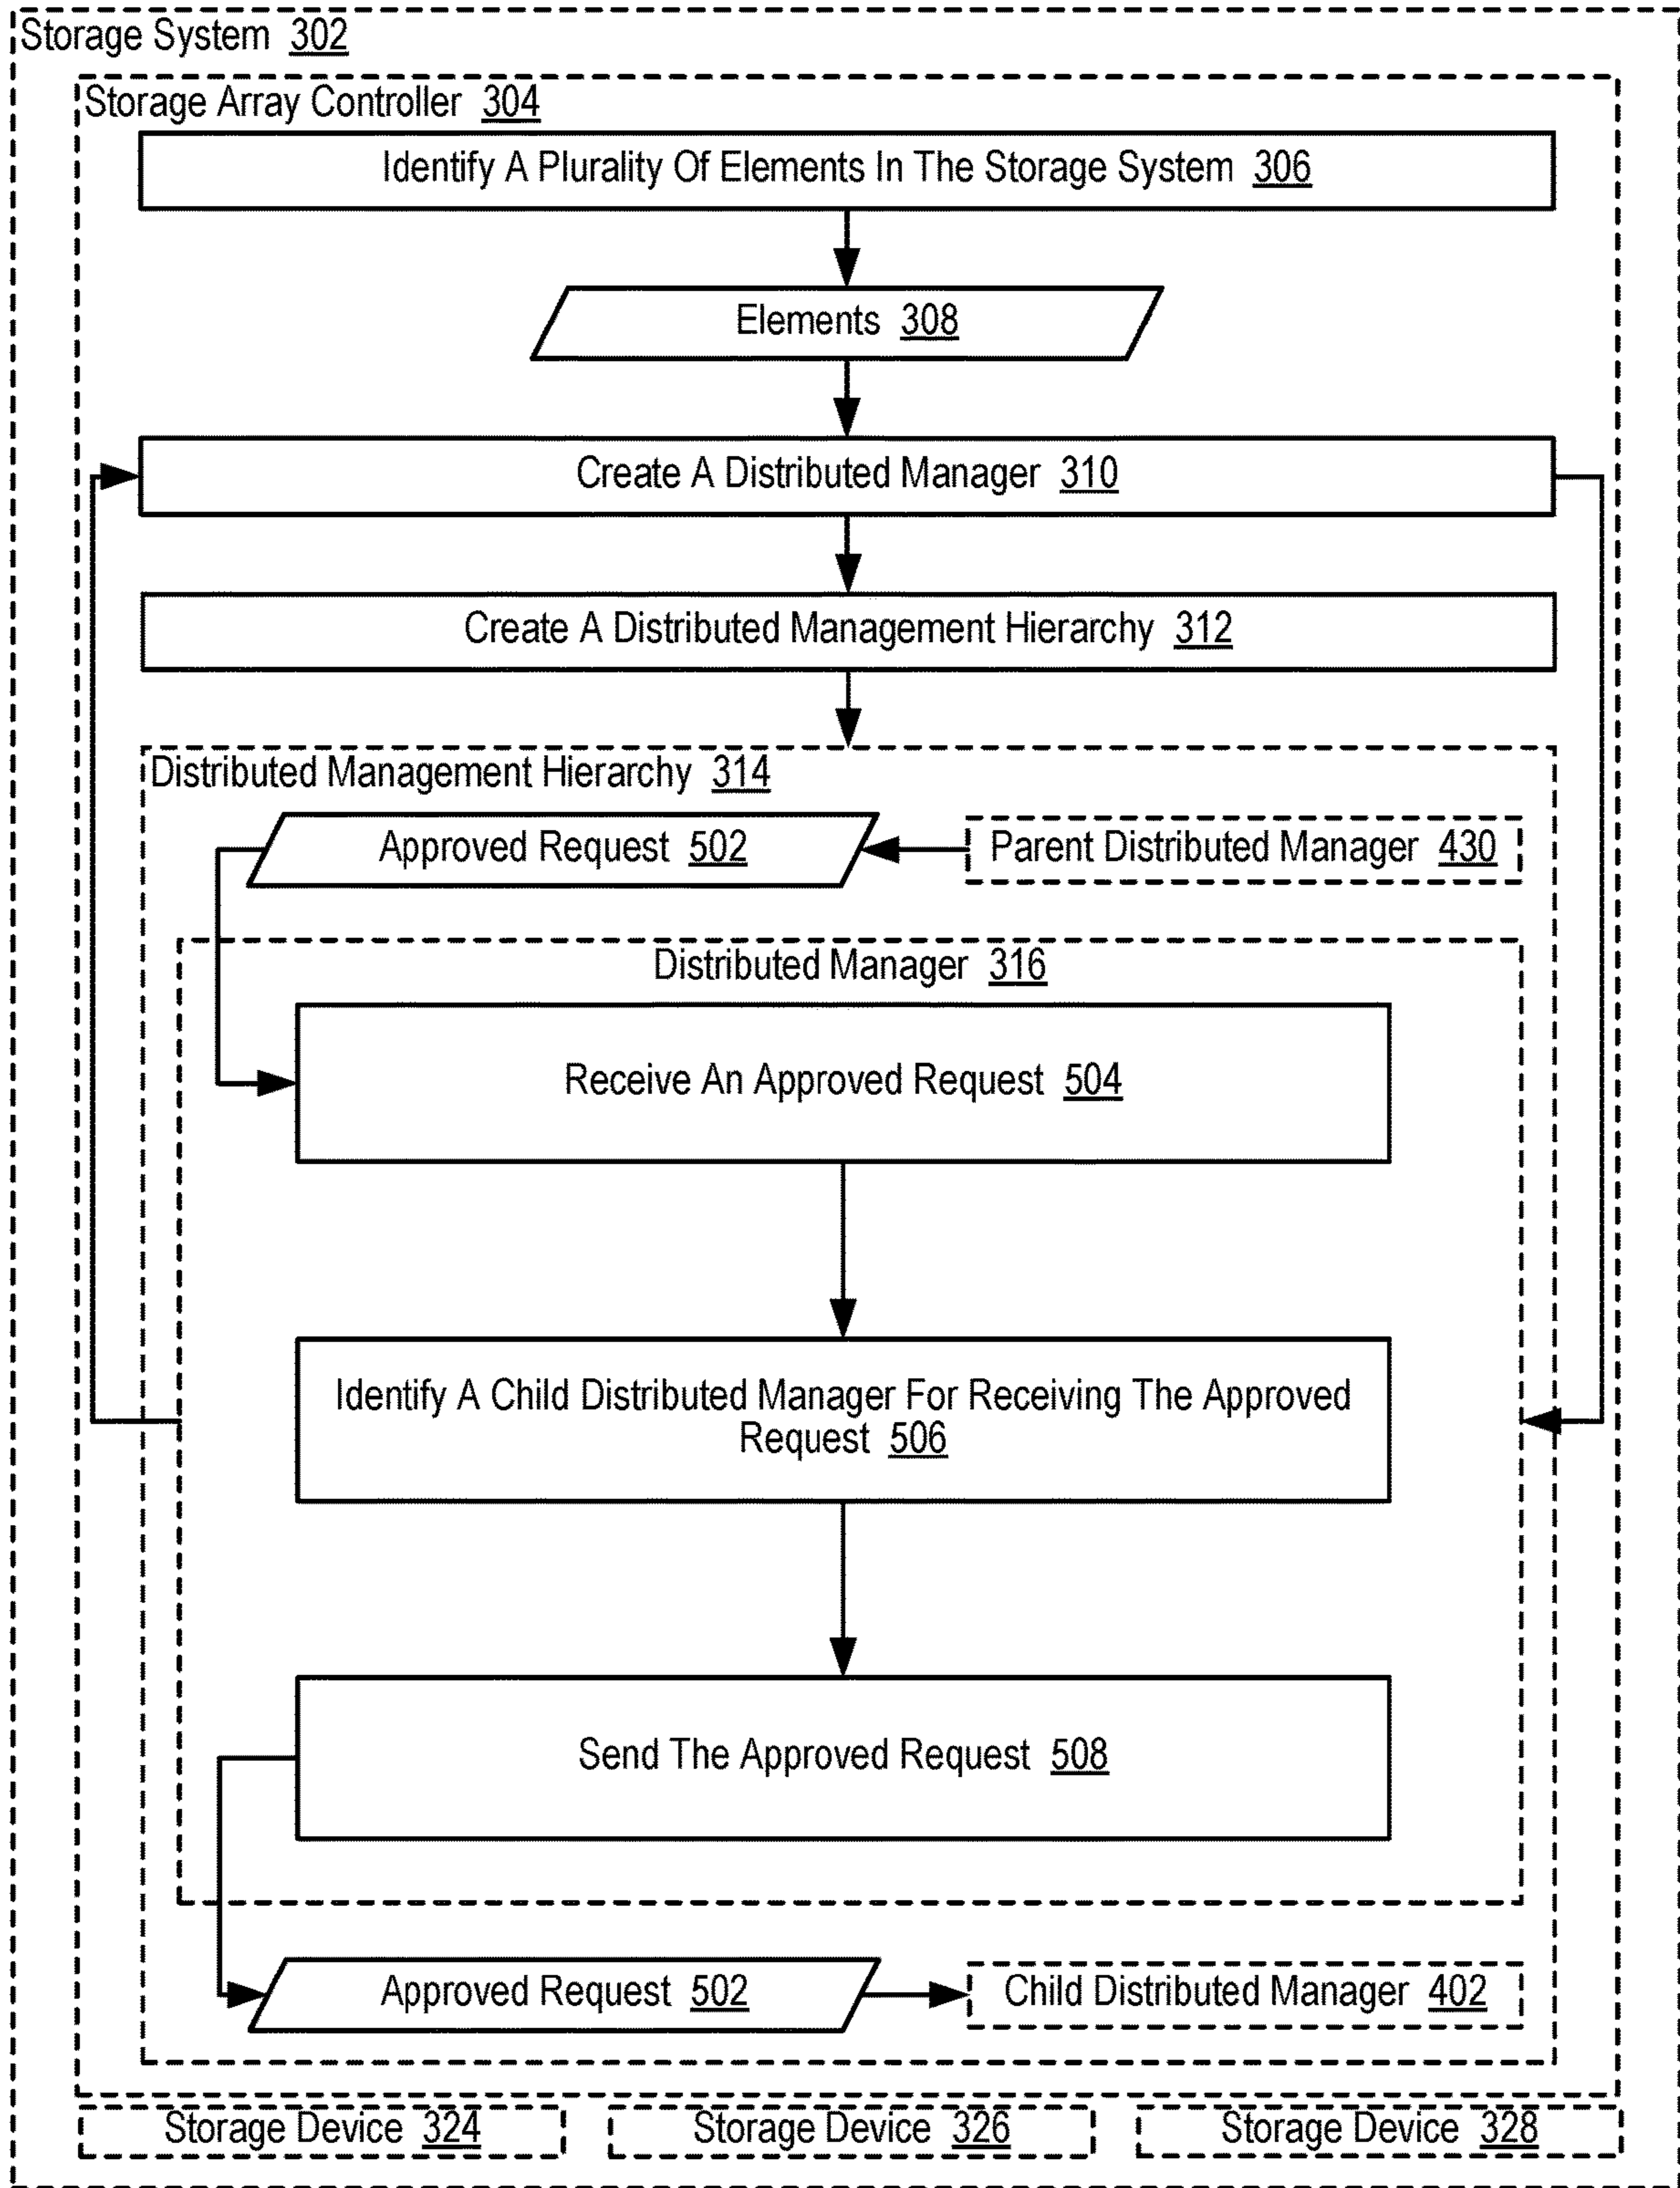 Storage System 302
Storage Array Controller 304
Identify A Plurality Of Elements In The Storage System 306
Elements 308
Create A Distributed Manager 310
Create A Distributed Management Hierarchy 312
Distributed Management Hierarchy 314
Approved Request 502
Parent Distributed Manager 430
Distributed Manager 316
Receive An Approved Request 504
Identify A Child Distributed Manager For Receiving The Approved
Request 506
Send The Approved Request 508
Approved Request 502
Child Distributed Manager 402
Storage Device 324
Storage Device 326
Storage Device 328